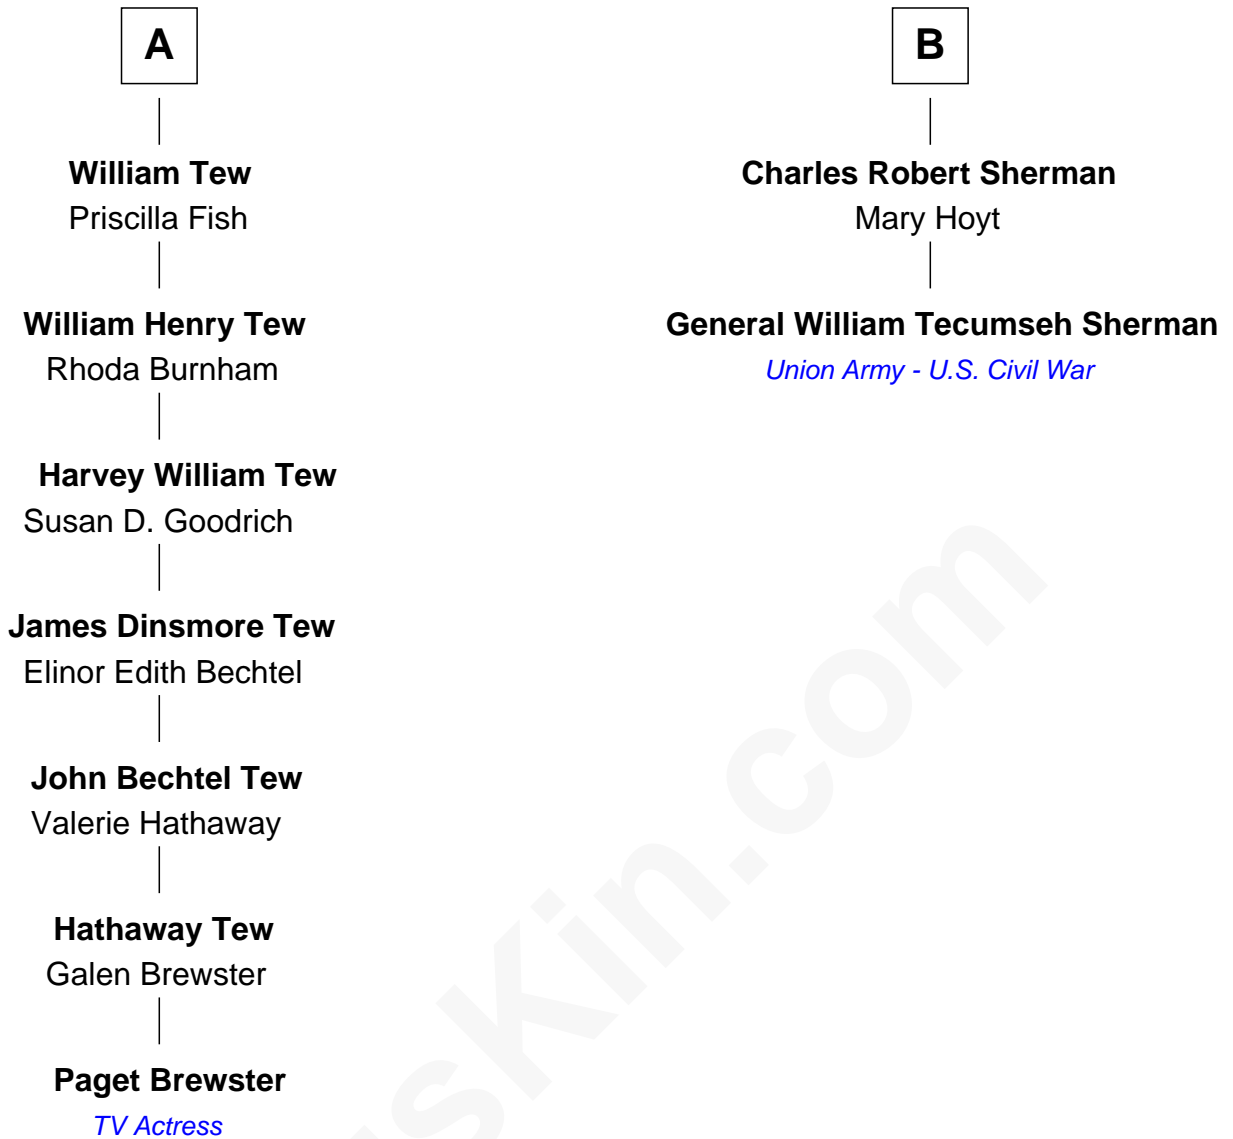 A
William Tew
Priscilla Fish
William Henry Tew
Rhoda Burnham
Harvey William Tew
Susan D. Goodrich
James Dinsmore Tew
Elinor Edith Bechtel
John Bechtel Tew
Valerie Hathaway
Hathaway Tew
Galen Brewster
Paget Brewster
TV Actress
B
Charles Robert Sherman
Mary Hoyt
General William Tecumseh Sherman
Union Army - U.S. Civil War